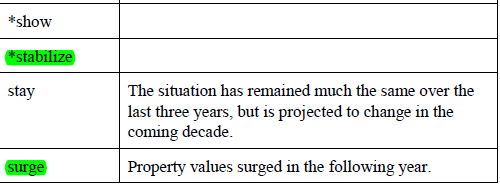 *show
*stabilize
stay
The situation has remained much the same over the
last three years, but is projected to change in the
coming decade.
surge
Property values surged in the following year.